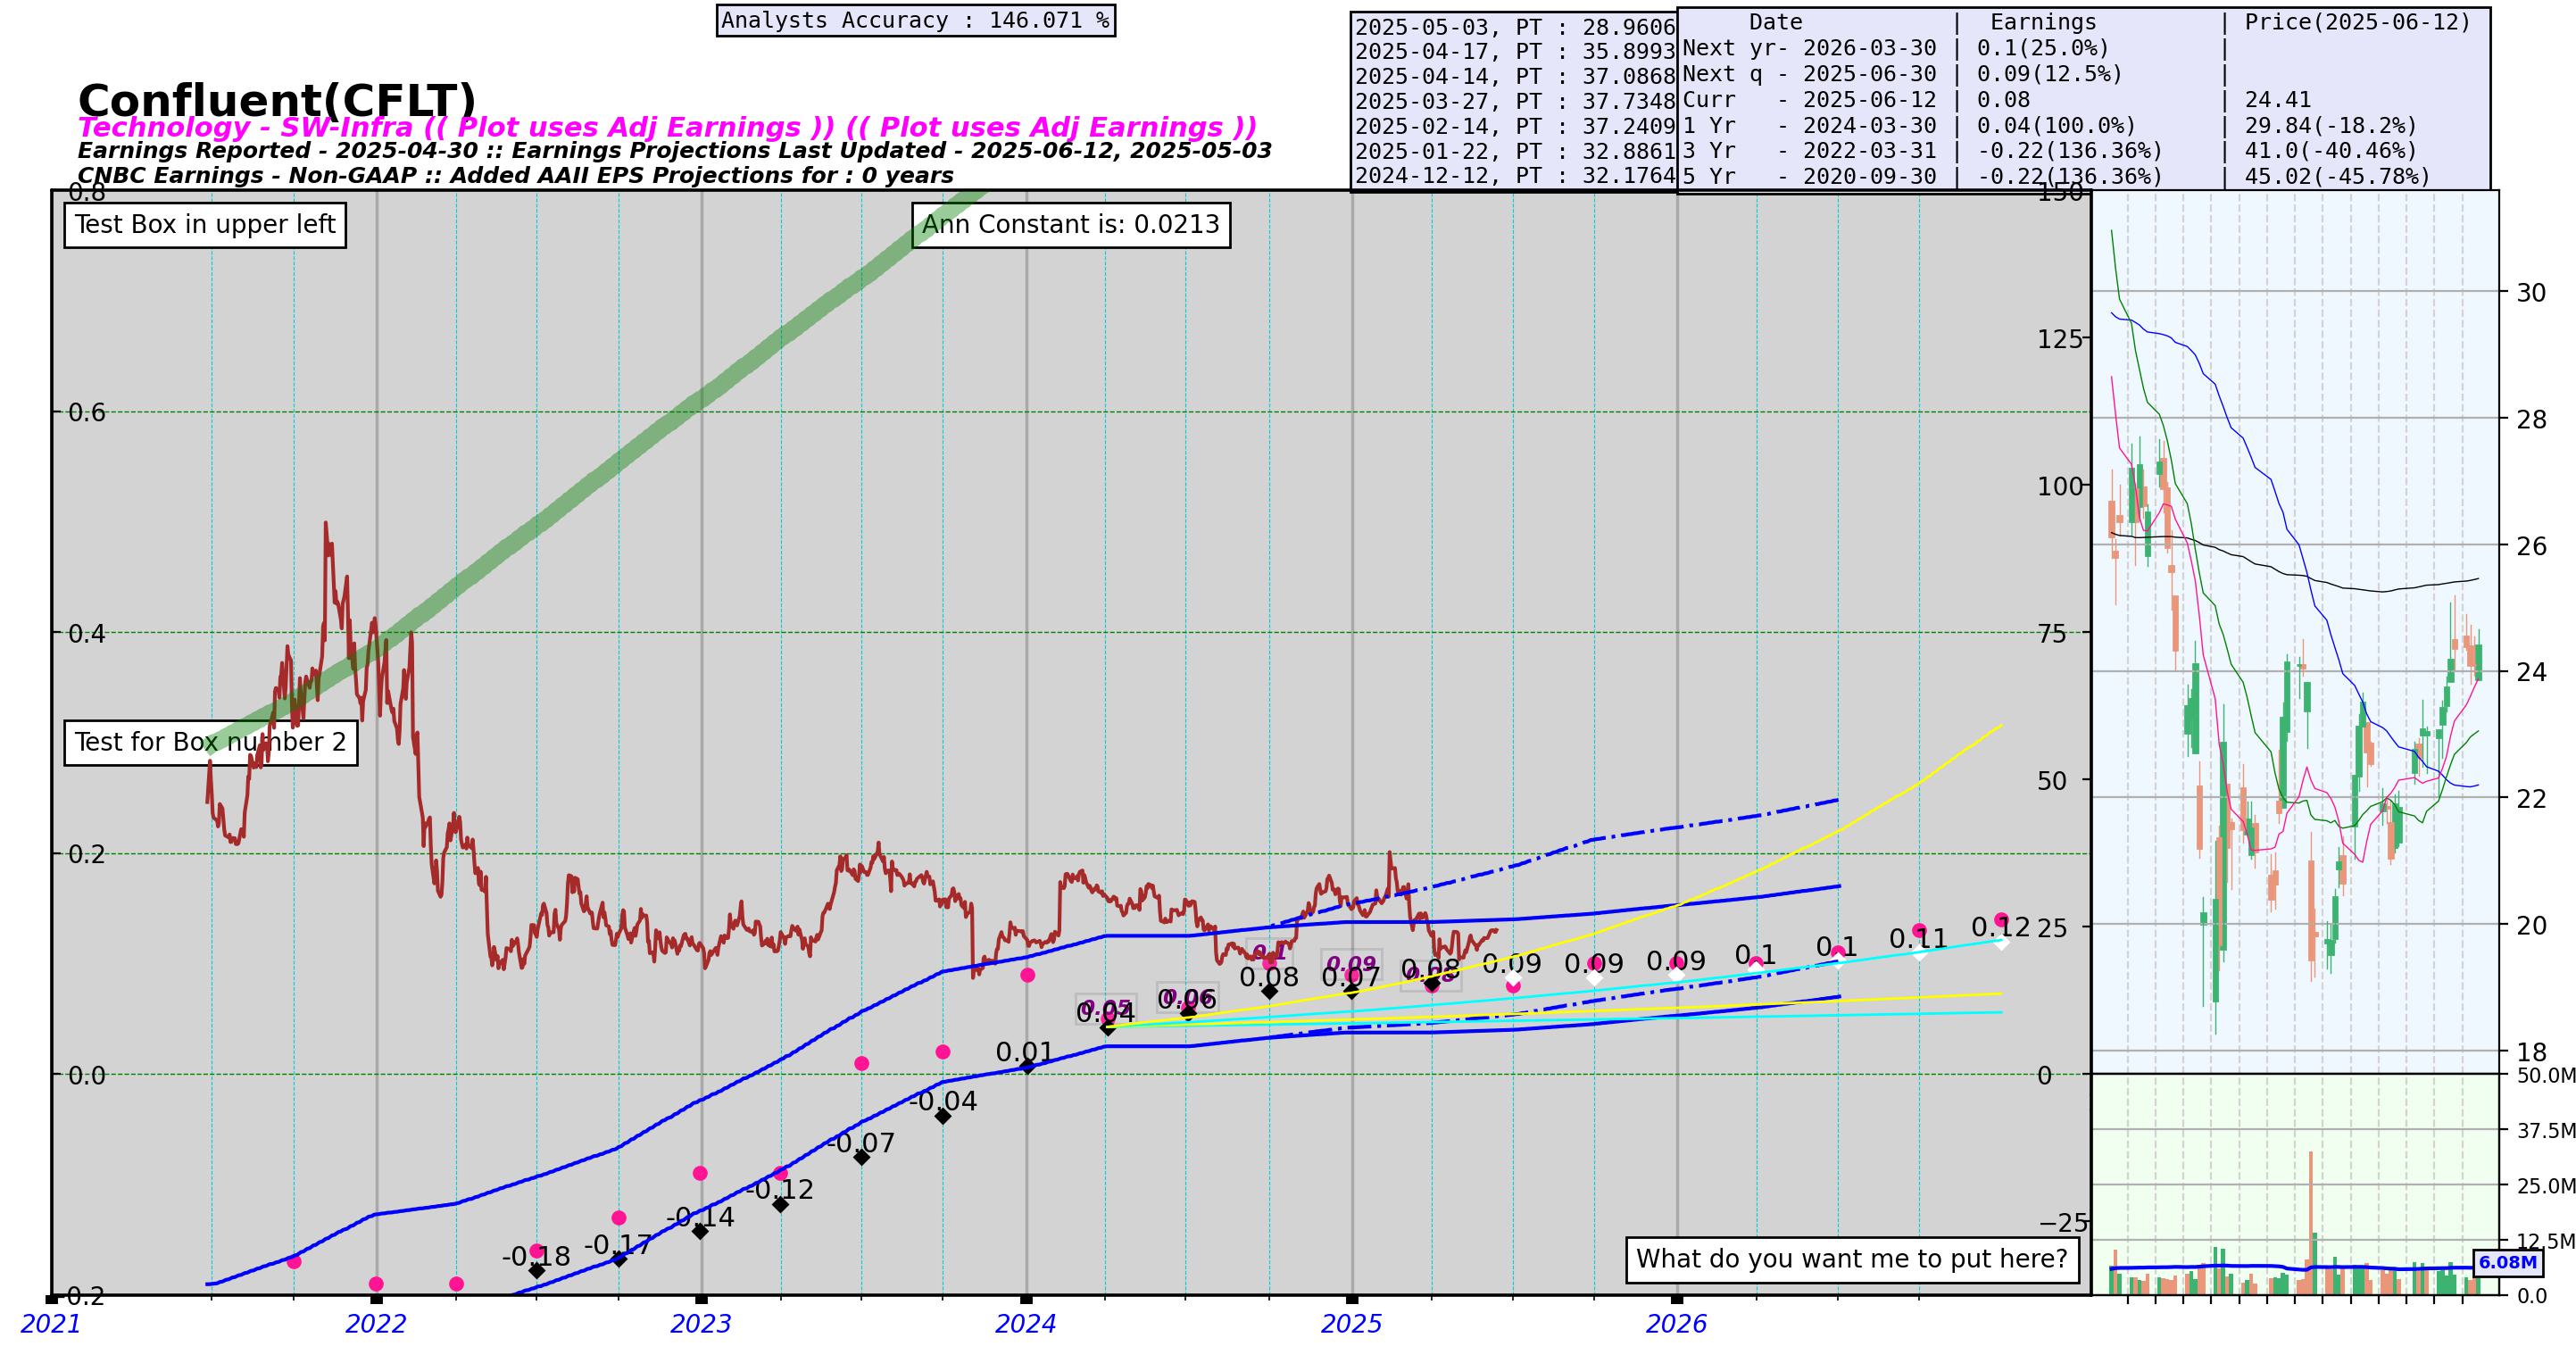 Analysts Accuracy : 146.071 %
2025-05-03, PT : 28.9606
2025-04-17, PT : 35.8993
2025-04-14, PT : 37.0868
2025-03-27, PT : 37.7348
2025-02-14, PT : 37.2409
2025-01-22, PT : 32.8861
2024-12-12, PT : 32.1764
Date | Earnings | Price(2025-06-12)
Next yr- 2026-03-30 | 0.1(25.0%) |
Next q - 2025-06-30 | 0.09(12.5%) |
Curr - 2025-06-12 | 0.08 | 24.41
1 Yr - 2024-03-30 | 0.04(100.0%) | 29.84(-18.2%)
3 Yr - 2022-03-31 | -0.22(136.36%) | 41.0(-40.46%)
5 Yr - 2020-09-30 | -0.22(136.36%) | 45.02(-45.78%)
Confluent(CFLT)
Technology - SW-Infra (( Plot uses Adj Earnings )) (( Plot uses Adj Earnings ))
Earnings Reported - 2025-04-30 :: Earnings Projections Last Updated - 2025-06-12, 2025-05-03
CNBC Earnings - Non-GAAP :: Added AAII EPS Projections for : 0 years
0.8
0.6
0.4
0.2
0.0
−0.2
Test Box in upper left
Ann Constant is: 0.0213
Test for Box number 2
What do you want me to put here?
-0.18
-0.17
-0.14
-0.12
-0.07
-0.04
0.01
0.05
0.04
0.06
0.06
0.1
0.08
0.09
0.07
0.08
0.08
0.09
0.09
0.09
0.1
0.1
0.11
0.12
150
125
100
75
50
25
0
−25
30
28
26
24
22
20
18
50.0M
37.5M
25.0M
12.5M
6.08M
0.0
2021
2022
2023
2024
2025
2026